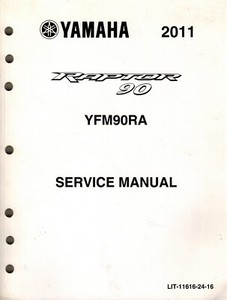 YAMAHA 2011
RAPTOR
90
YFM90RA
SERVICE MANUAL
LIT-11616-24-16